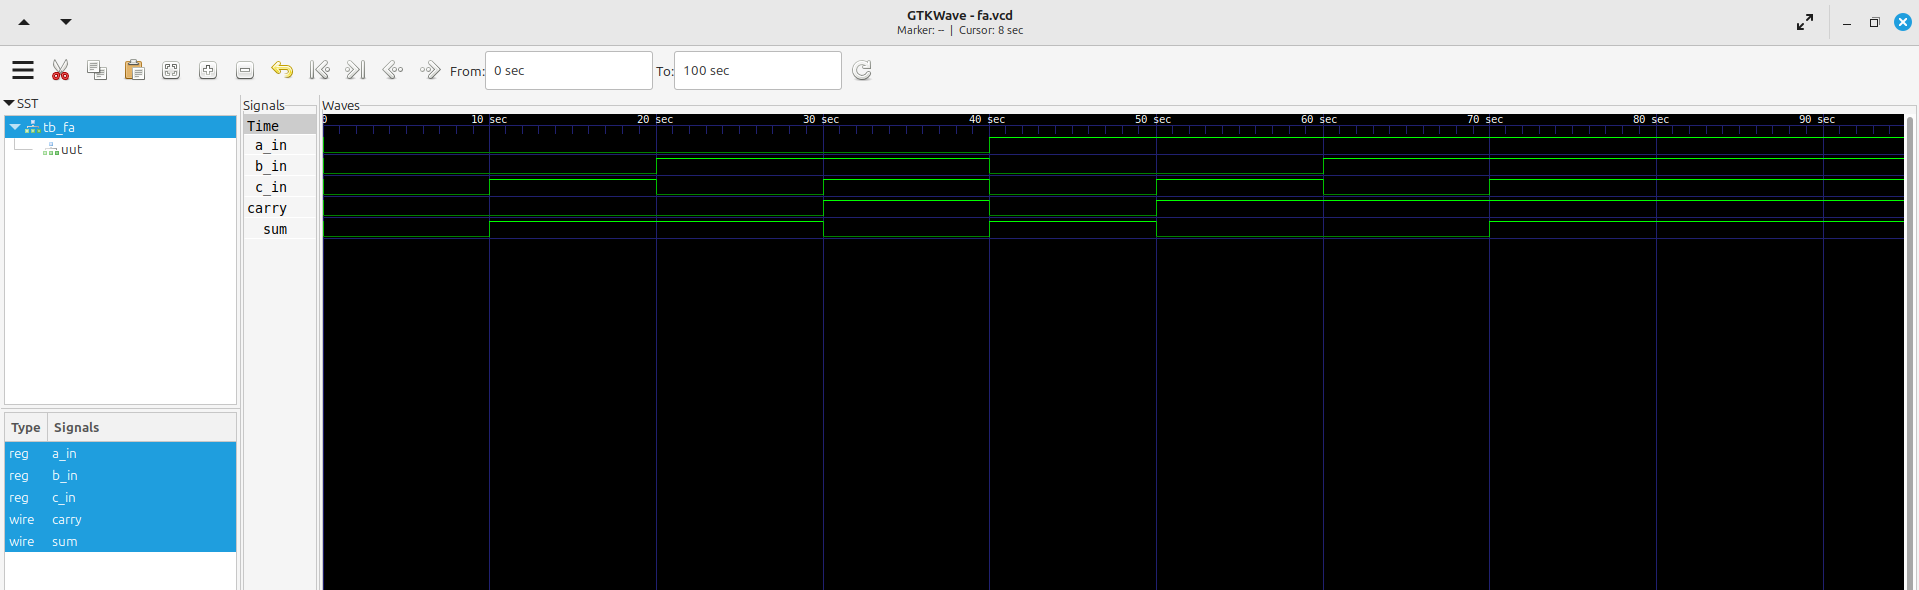 GTKWave - fa.vcd
Marker: -- | Cursor: 8 sec
From: 0 sec To: 100 sec
SST
tb_fa
uut
Type Signals
reg a_in
reg b_in
reg c_in
wire carry
wire sum
Signals
Time
a_in
b_in
c_in
carry
sum
Waves
0 10 sec 20 sec 30 sec 40 sec 50 sec 60 sec 70 sec 80 sec 90 sec